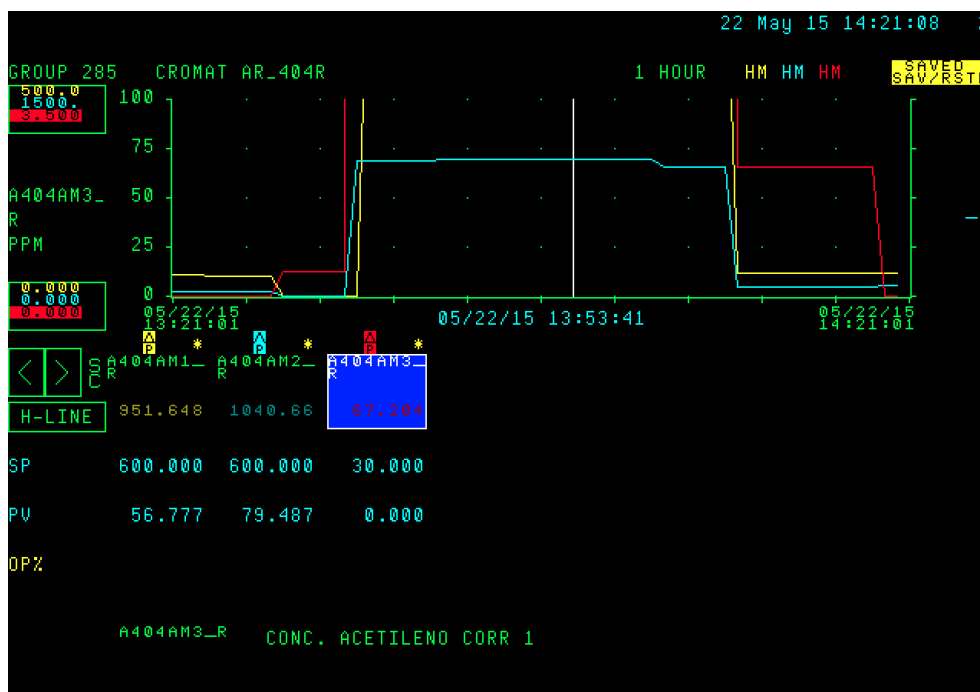 22 May 15 14:21:08
GROUP 285 CROMAT AR_404R 1 HOUR HM HM HM SAVED
SAV/RST
500.0
1500.
3.500
100
75
50
25
0
A404AM3_
R
PPM
0.000
0.000
0.000
05/22/15
13:21:01
05/22/15 13:53:41
05/22/15
14:21:01
P * P * P *
< > SC A404AM1_ A404AM2_ A404AM3_
R R R
H-LINE 951.648 1040.66 67.204
SP 600.000 600.000 30.000
PV 56.777 79.487 0.000
OP%
A404AM3_R CONC. ACETILENO CORR 1